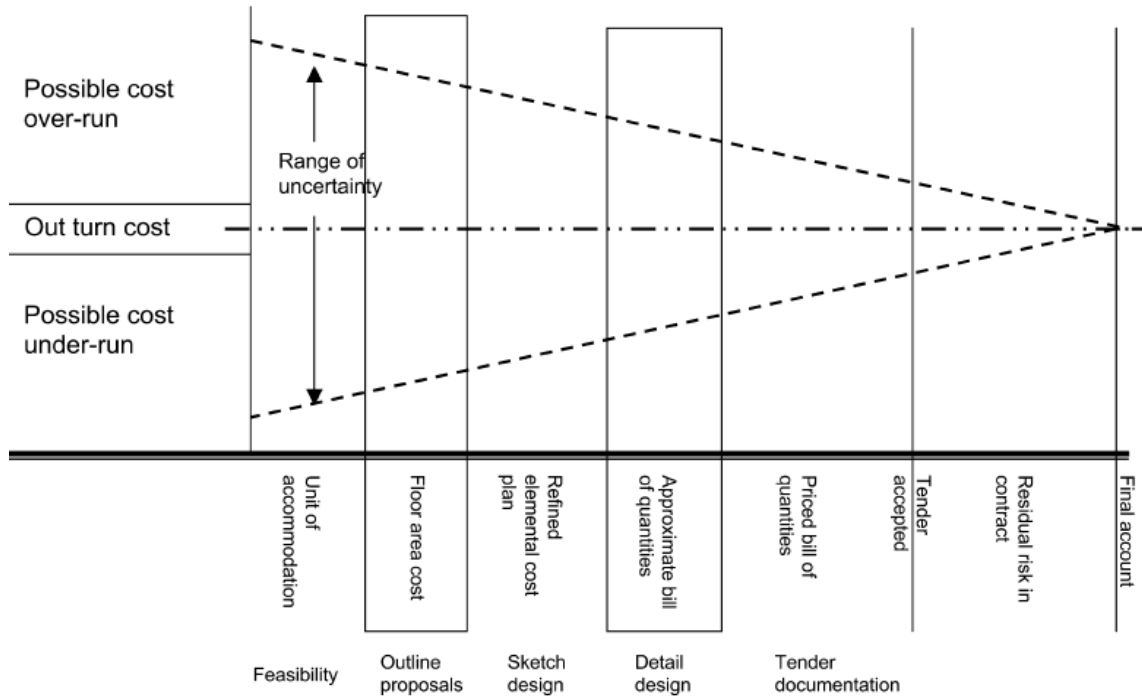 Possible cost
over-run
Range of
uncertainty
Out turn cost
Possible cost
under-run
Unit of
accommodation
Floor area cost
Refined
elemental cost
plan
Approximate bill
of quantities
Priced bill of
quantities
Tender
accepted
Residual risk in
contract
Final account
Feasibility
Outline
proposals
Sketch
design
Detail
design
Tender
documentation